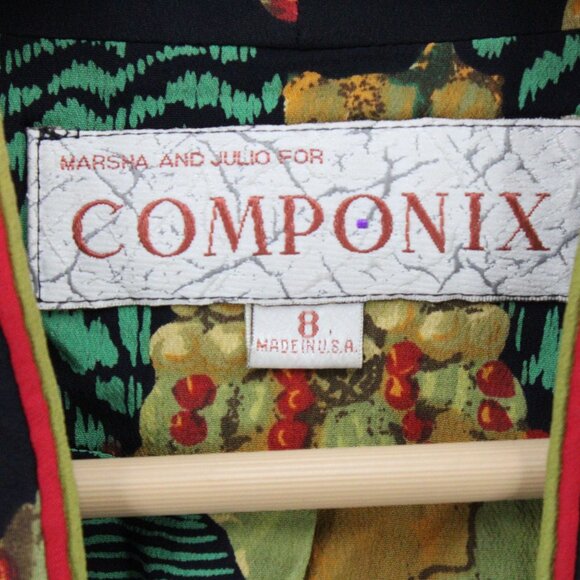 MARSHA AND JULIO FOR
COMPONIX
8
MADE IN U.S.A.